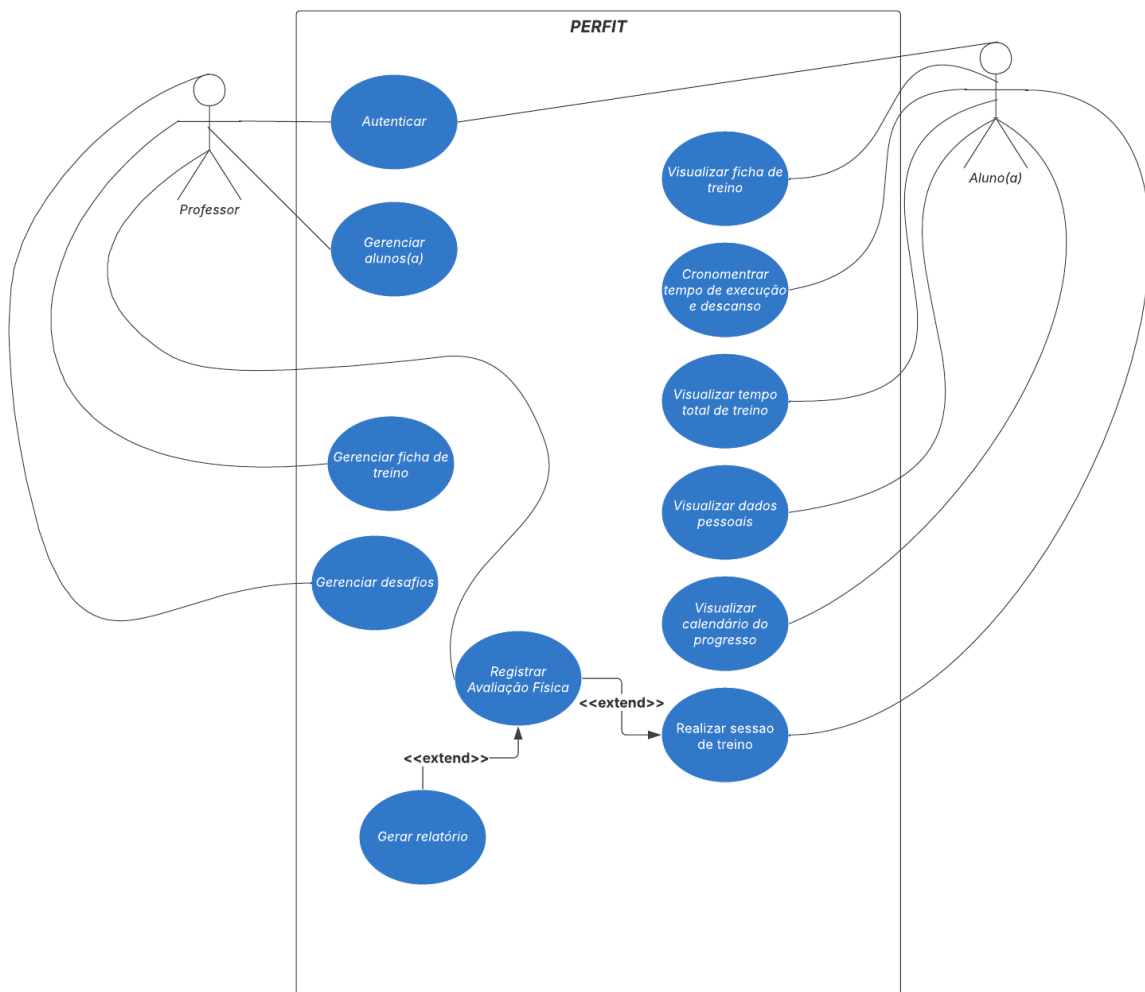 PERFIT
Professor
Aluno(a)
Autenticar
Visualizar ficha de
treino
Gerenciar
alunos(a)
Cronomentrar
tempo de execução
e descanso
Visualizar tempo
total de treino
Gerenciar ficha de
treino
Visualizar dados
pessoais
Gerenciar desafios
Visualizar
calendário do
progresso
Registrar
Avaliação Física
<<extend>>
Realizar sessao
de treino
<<extend>>
Gerar relatório